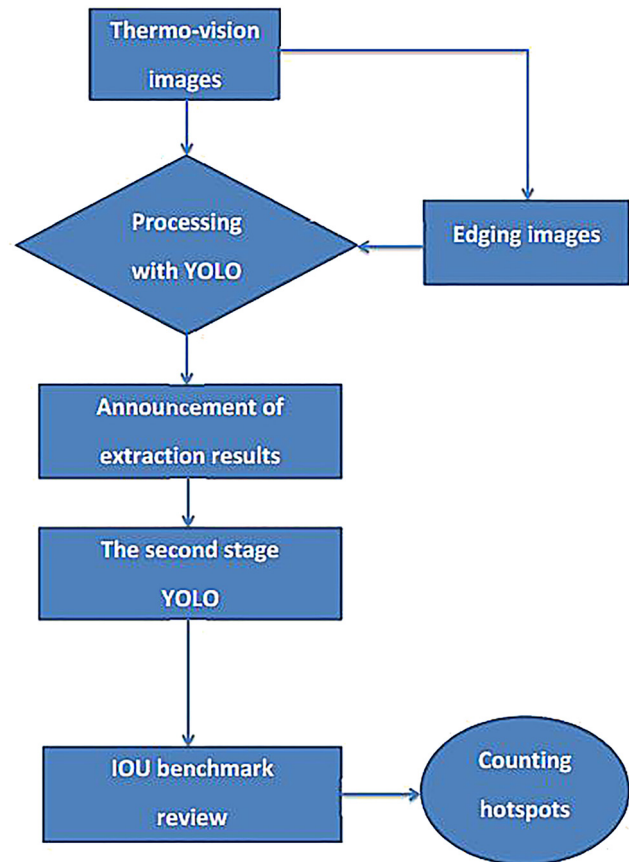 Thermo-vision
images
Processing
with YOLO
Edging images
Announcement of
extraction results
The second stage
YOLO
IOU benchmark
review
Counting
hotspots